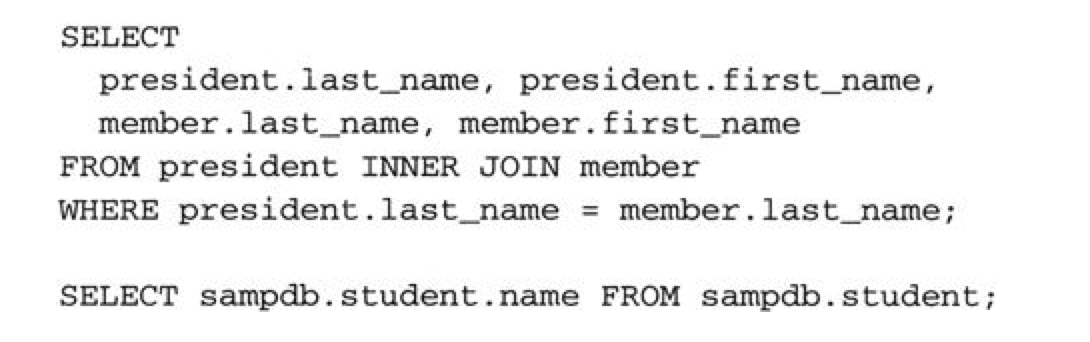 SELECT
president.last_name, president.first_name,
member.last_name, member.first_name
FROM president INNER JOIN member
WHERE president.last_name = member.last_name;
SELECT sampdb.student.name FROM sampdb.student;